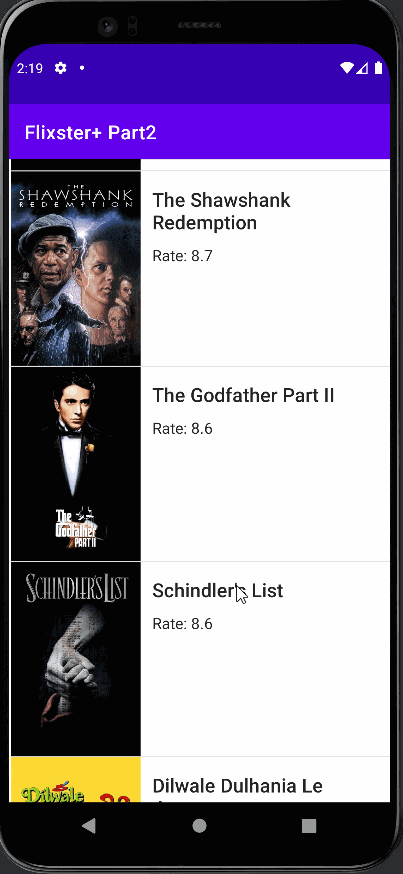 2:19
Flixster+ Part2
THE
SHAWSHANK
REDEMPTION
The Shawshank
Redemption
Rate: 8.7
The Godfather Part II
Rate: 8.6
The
Godfather
PART II
SCHINDLER'S LIST
Schindler's List
Rate: 8.6
Dilwale
Dilwale Dulhania Le